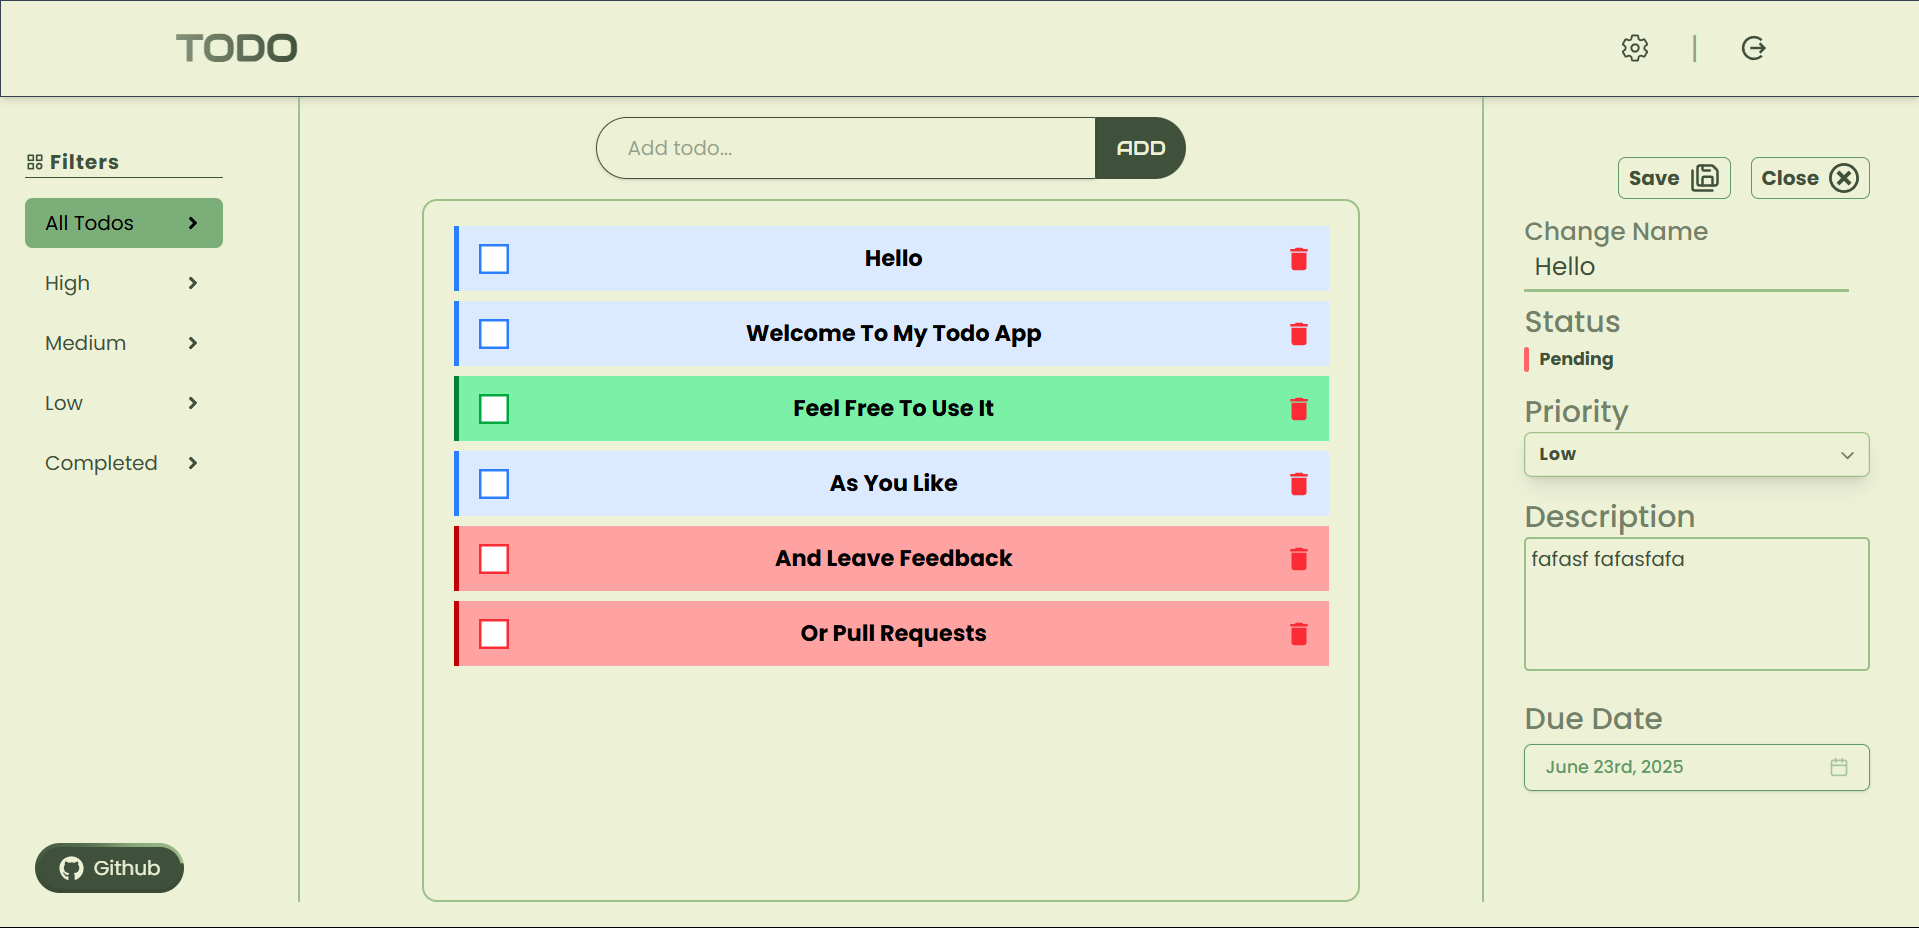 TODO
Filters
All Todos
High
Medium
Low
Completed
Github
Add todo...
ADD
Hello
Welcome To My Todo App
Feel Free To Use It
As You Like
And Leave Feedback
Or Pull Requests
Save
Close
Change Name
Hello
Status
Pending
Priority
Low
Description
fafasf fafasfafa
Due Date
June 23rd, 2025